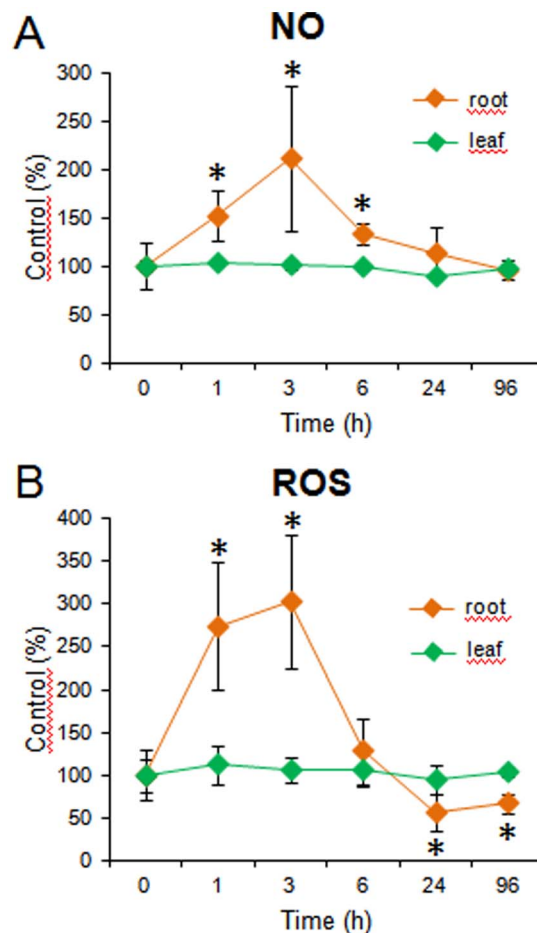 A
NO
300
250
200
150
100
50
0
Control (%)
* * *
root
leaf
0 1 3 6 24 96
Time (h)
B
ROS
400
350
300
250
200
150
100
50
0
Control (%)
* * * *
root
leaf
0 1 3 6 24 96
Time (h)